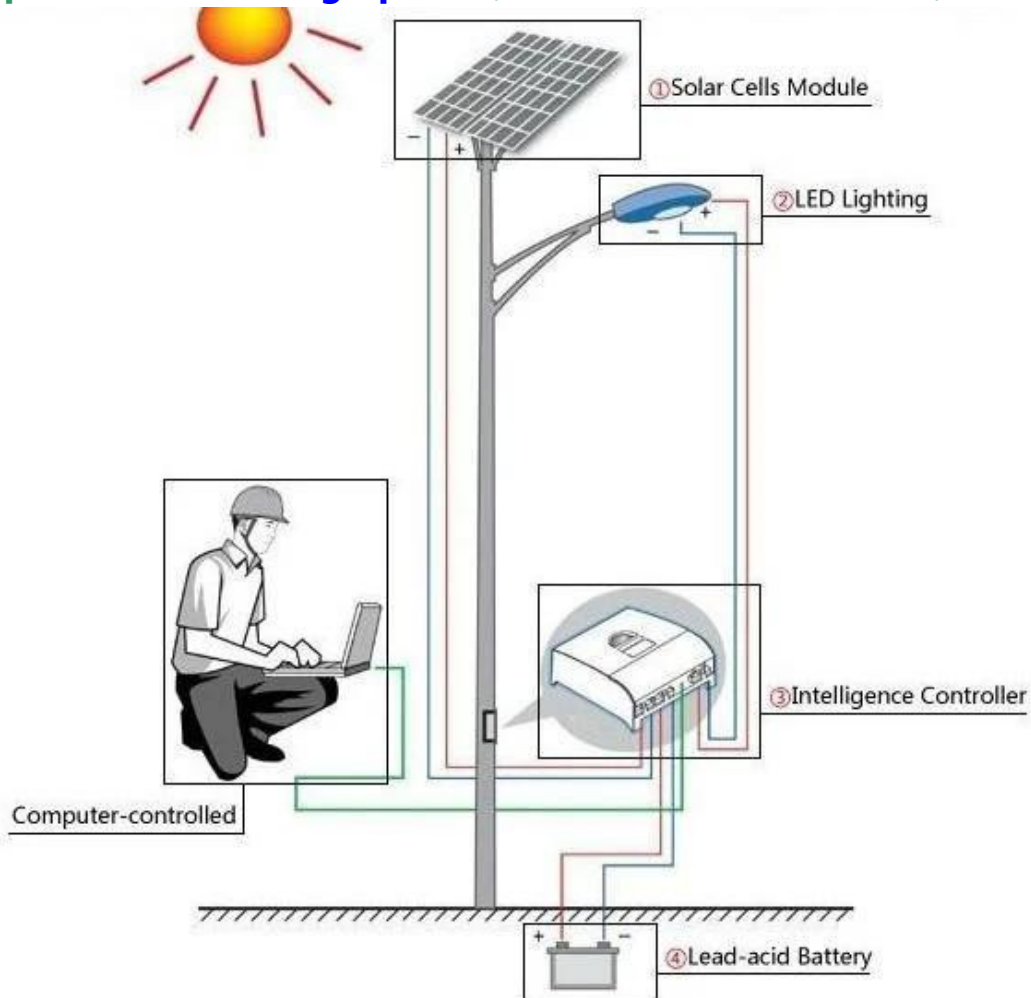 ①Solar Cells Module
− +
②LED Lighting
+
−
③Intelligence Controller
Computer-controlled
+ −
④Lead-acid Battery